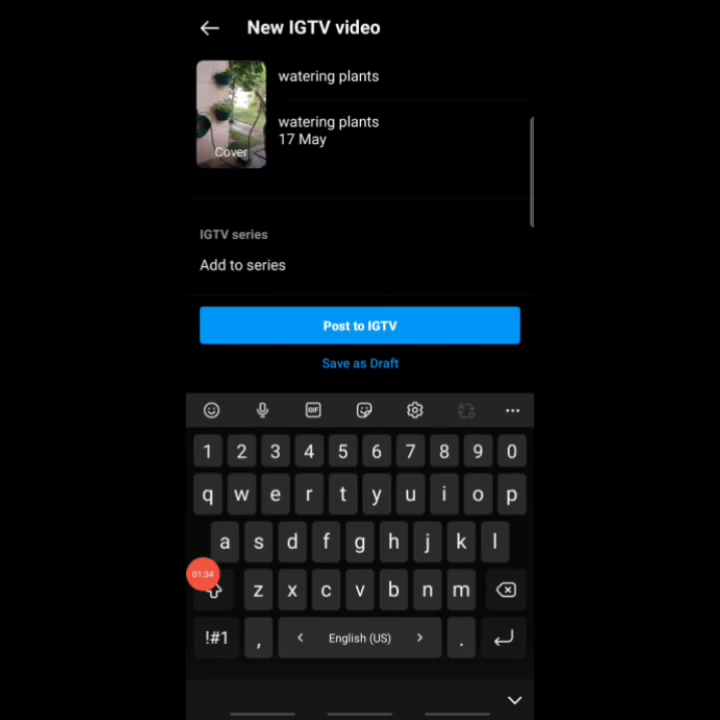 New IGTV video
watering plants
watering plants
17 May
Cover
IGTV series
Add to series
Post to IGTV
Save as Draft
GIF
1 2 3 4 5 6 7 8 9 0
q w e r t y u i o p
a s d f g h j k l
01:34
z x c v b n m
!#1 , < English (US) > .